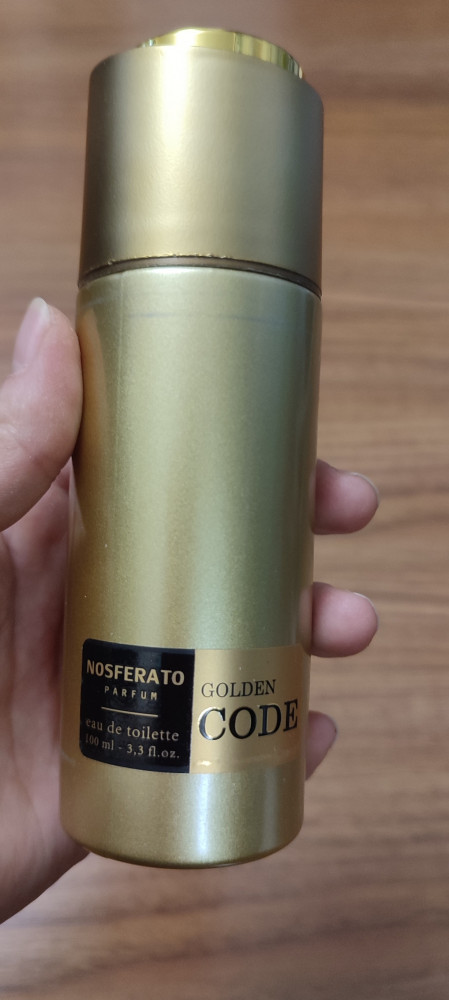 NOSFERATO
PARFUM
eau de toilette
100 ml - 3,3 fl.oz.
GOLDEN
CODE